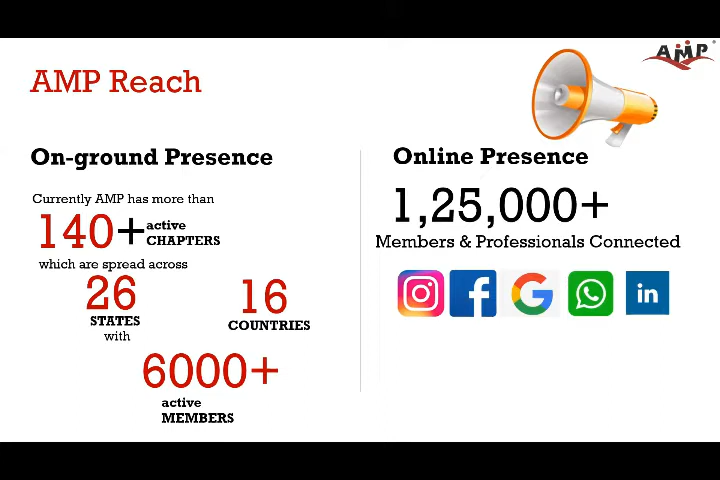 AMP
AMP Reach
On-ground Presence
Currently AMP has more than
140+ active
CHAPTERS
which are spread across
26
STATES
with
16
COUNTRIES
6000+
active
MEMBERS
Online Presence
1,25,000+
Members & Professionals Connected
in